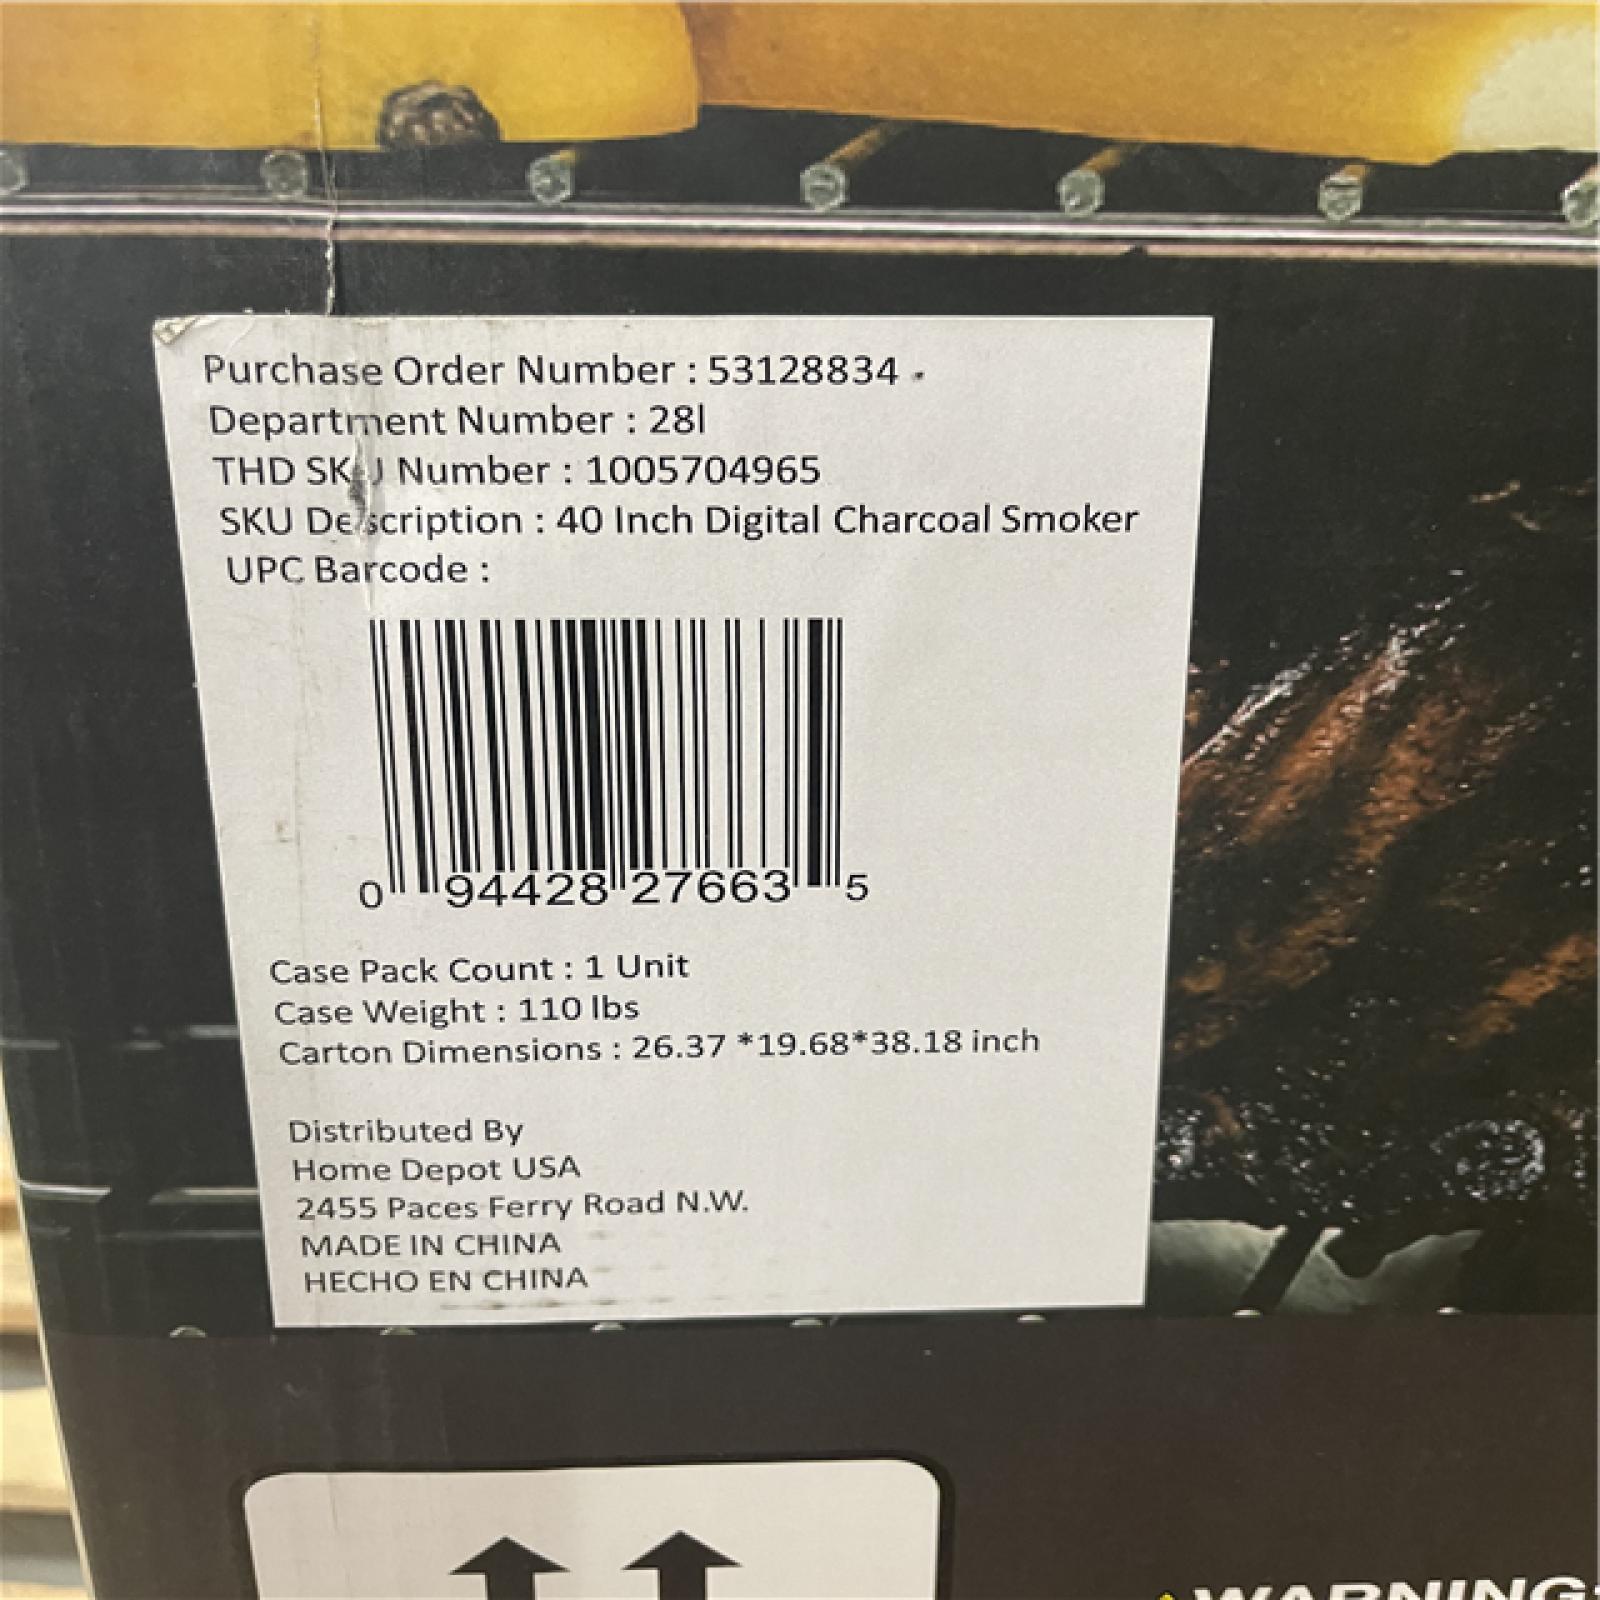 Purchase Order Number : 53128834
Department Number : 28l
THD SKU Number : 1005704965
SKU Description : 40 Inch Digital Charcoal Smoker
UPC Barcode :
0 94428 27663 5
Case Pack Count : 1 Unit
Case Weight : 110 lbs
Carton Dimensions : 26.37 *19.68*38.18 inch
Distributed By
Home Depot USA
2455 Paces Ferry Road N.W.
MADE IN CHINA
HECHO EN CHINA
WARNING: